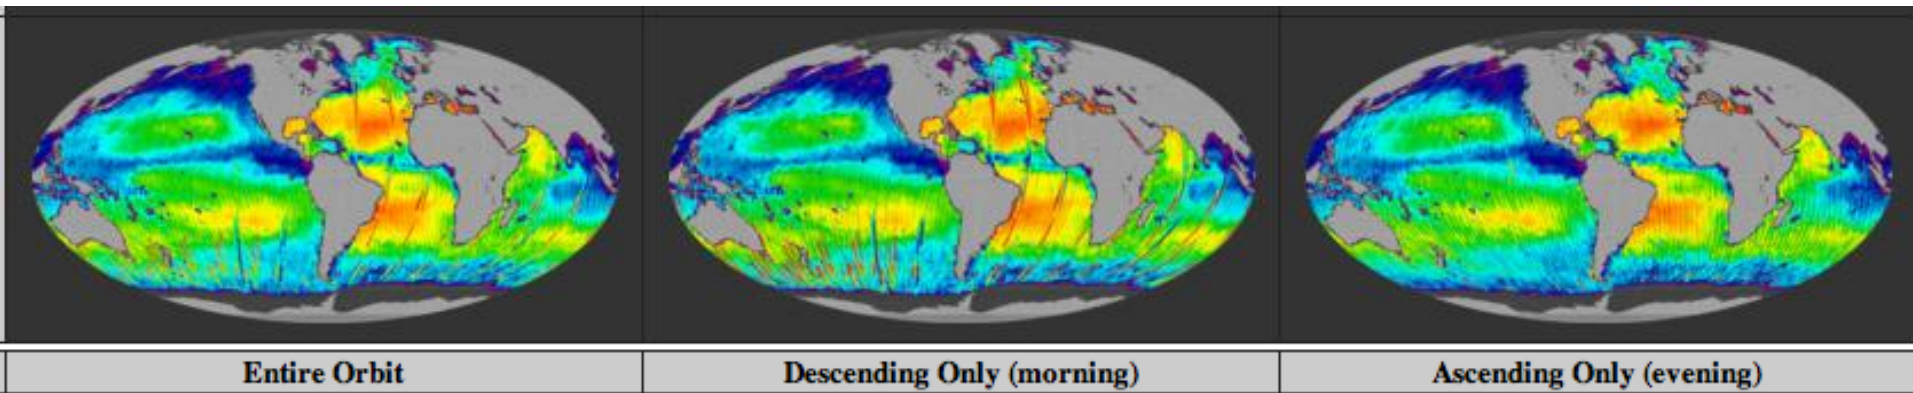 Entire Orbit
Descending Only (morning)
Ascending Only (evening)